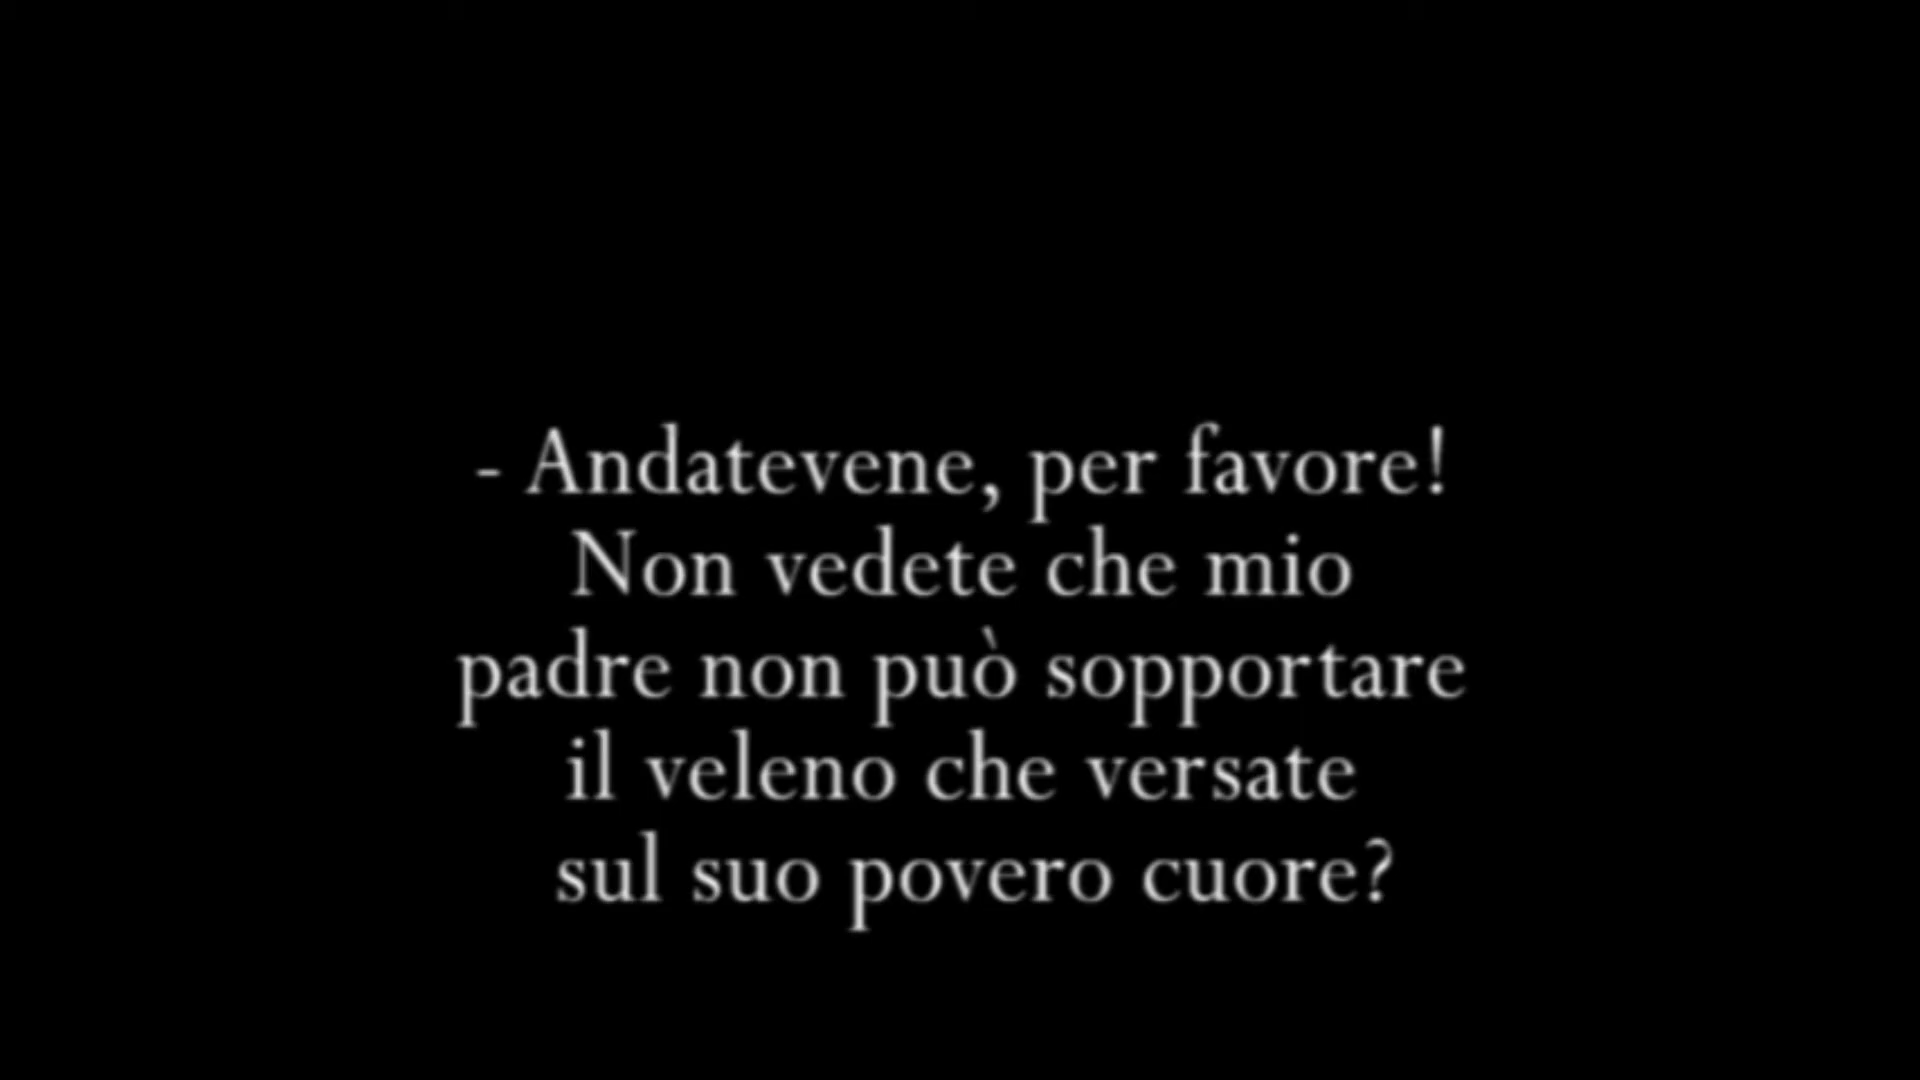 - Andatevene, per favore!
Non vedete che mio
padre non può sopportare
il veleno che versate
sul suo povero cuore?